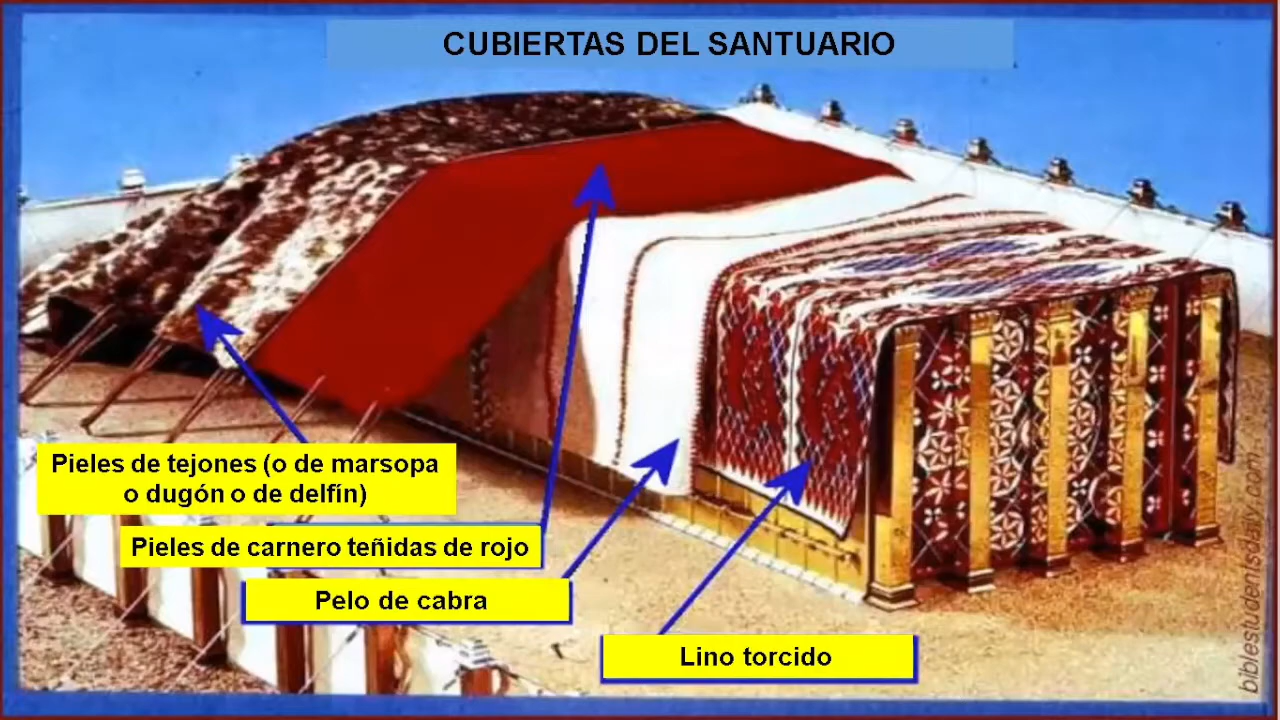 CUBIERTAS DEL SANTUARIO
Pieles de tejones (o de marsopa
o dugón o de delfín)
Pieles de carnero teñidas de rojo
Pelo de cabra
Lino torcido
biblestudentsdaily.com